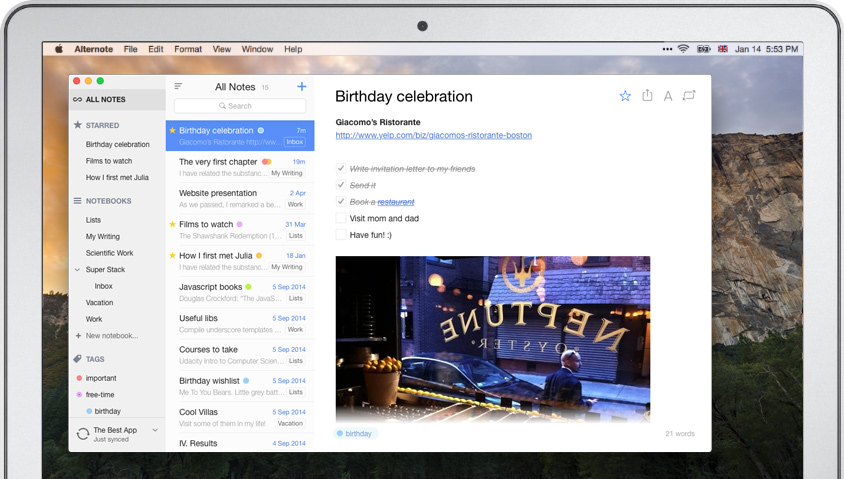 Alternote File Edit Format View Window Help
Jan 14 5:53 PM
ALL NOTES
STARRED
Birthday celebration
Films to watch
How I first met Julia
NOTEBOOKS
Lists
My Writing
Scientific Work
Super Stack
Inbox
Vacation
Work
+ New notebook...
TAGS
important
free-time
birthday
The Best App
Just synced
All Notes 15
Search
Birthday celebration 7m
Giacomo's Ristorante http://ww... Inbox
The very first chapter 19m
I have related the substanc... My Writing
Website presentation 2 Apr
As we passed, I remarked a be... Work
Films to watch 31 Mar
The Shawshank Redemption (1... Lists
How I first met Julia 18 Jan
I have related the substanc... My Writing
Javascript books 5 Sep 2014
Douglas Crockford: "The JavaS... Lists
Useful libs 5 Sep 2014
Compile underscore templates ... Work
Courses to take 5 Sep 2014
Udacity Intro to Computer Scien... Lists
Birthday wishlist 5 Sep 2014
Me To You Bears. Little grey batt... Lists
Cool Villas 5 Sep 2014
Visit some of them in my life! Vacation
IV. Results 4 Sep 2014
Birthday celebration
Giacomo's Ristorante
http://www.yelp.com/biz/giacomos-ristorante-boston
Write invitation letter to my friends
Send it
Book a restaurant
Visit mom and dad
Have fun! :)
NEPTUNE
OYSTER
birthday
21 words